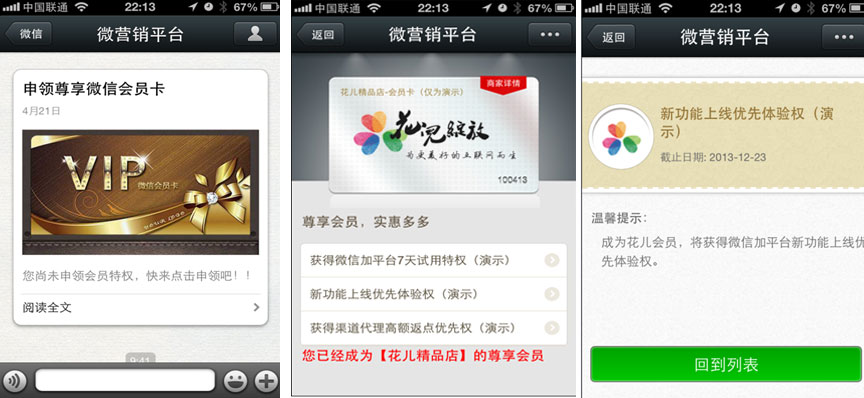 中国联通 22:13 67%
微信 微营销平台
申领尊享微信会员卡
4月21日
VIP 微信会员卡
您尚未申领会员特权，快来点击申领吧！！
阅读全文
9:41
中国联通 22:13 67%
返回 微营销平台
花儿精品店-会员卡（仅为演示）
商家详情
花儿绽放
为更美好的互联网而生
100413
尊享会员，实惠多多
获得微信加平台7天试用特权（演示）
新功能上线优先体验权（演示）
获得渠道代理高额返点优先权（演示）
您已经成为【花儿精品店】的尊享会员
中国联通 22:13 67%
返回 微营销平台
新功能上线优先体验权（演
示）
截止日期: 2013-12-23
温馨提示:
成为花儿会员，将获得微信加平台新功能上线优
先体验权。
回到列表